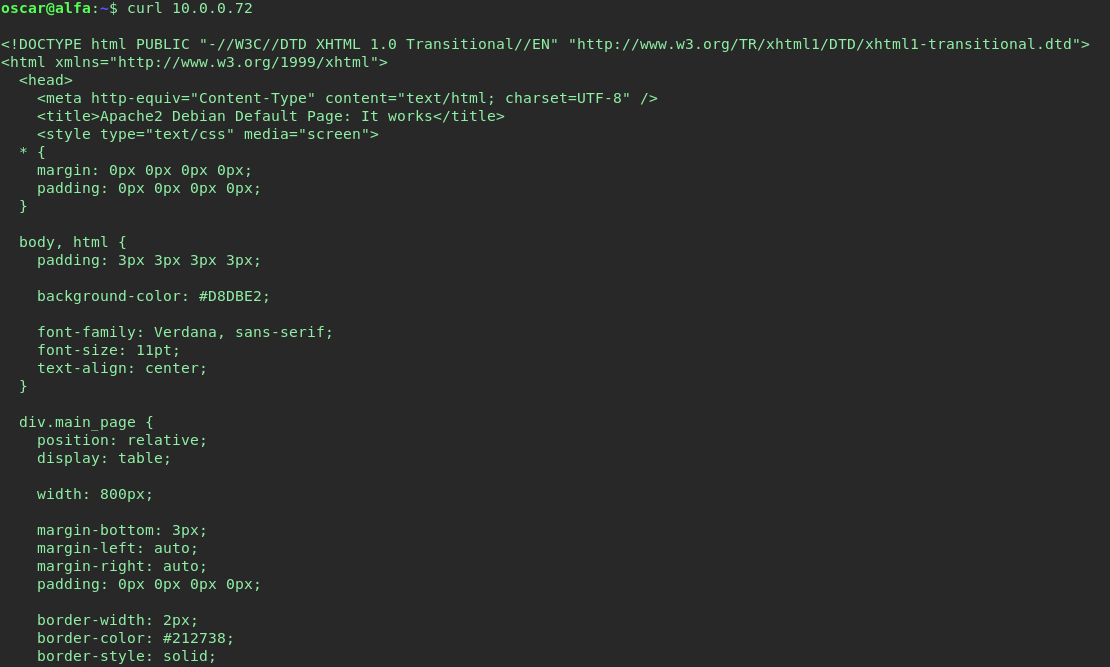 oscar@alfa:~$ curl 10.0.0.72
<!DOCTYPE html PUBLIC "-//W3C//DTD XHTML 1.0 Transitional//EN" "http://www.w3.org/TR/xhtml1/DTD/xhtml1-transitional.dtd">
<html xmlns="http://www.w3.org/1999/xhtml">
  <head>
    <meta http-equiv="Content-Type" content="text/html; charset=UTF-8" />
    <title>Apache2 Debian Default Page: It works</title>
    <style type="text/css" media="screen">
  * {
    margin: 0px 0px 0px 0px;
    padding: 0px 0px 0px 0px;
  }

  body, html {
    padding: 3px 3px 3px 3px;

    background-color: #D8DBE2;

    font-family: Verdana, sans-serif;
    font-size: 11pt;
    text-align: center;
  }

  div.main_page {
    position: relative;
    display: table;

    width: 800px;

    margin-bottom: 3px;
    margin-left: auto;
    margin-right: auto;
    padding: 0px 0px 0px 0px;

    border-width: 2px;
    border-color: #212738;
    border-style: solid;